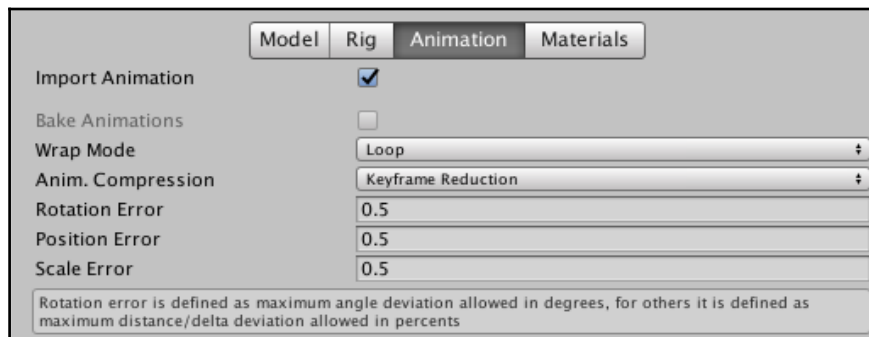 Model Rig Animation Materials
Import Animation
Bake Animations
Wrap Mode Loop
Anim. Compression Keyframe Reduction
Rotation Error 0.5
Position Error 0.5
Scale Error 0.5
Rotation error is defined as maximum angle deviation allowed in degrees, for others it is defined as
maximum distance/delta deviation allowed in percents